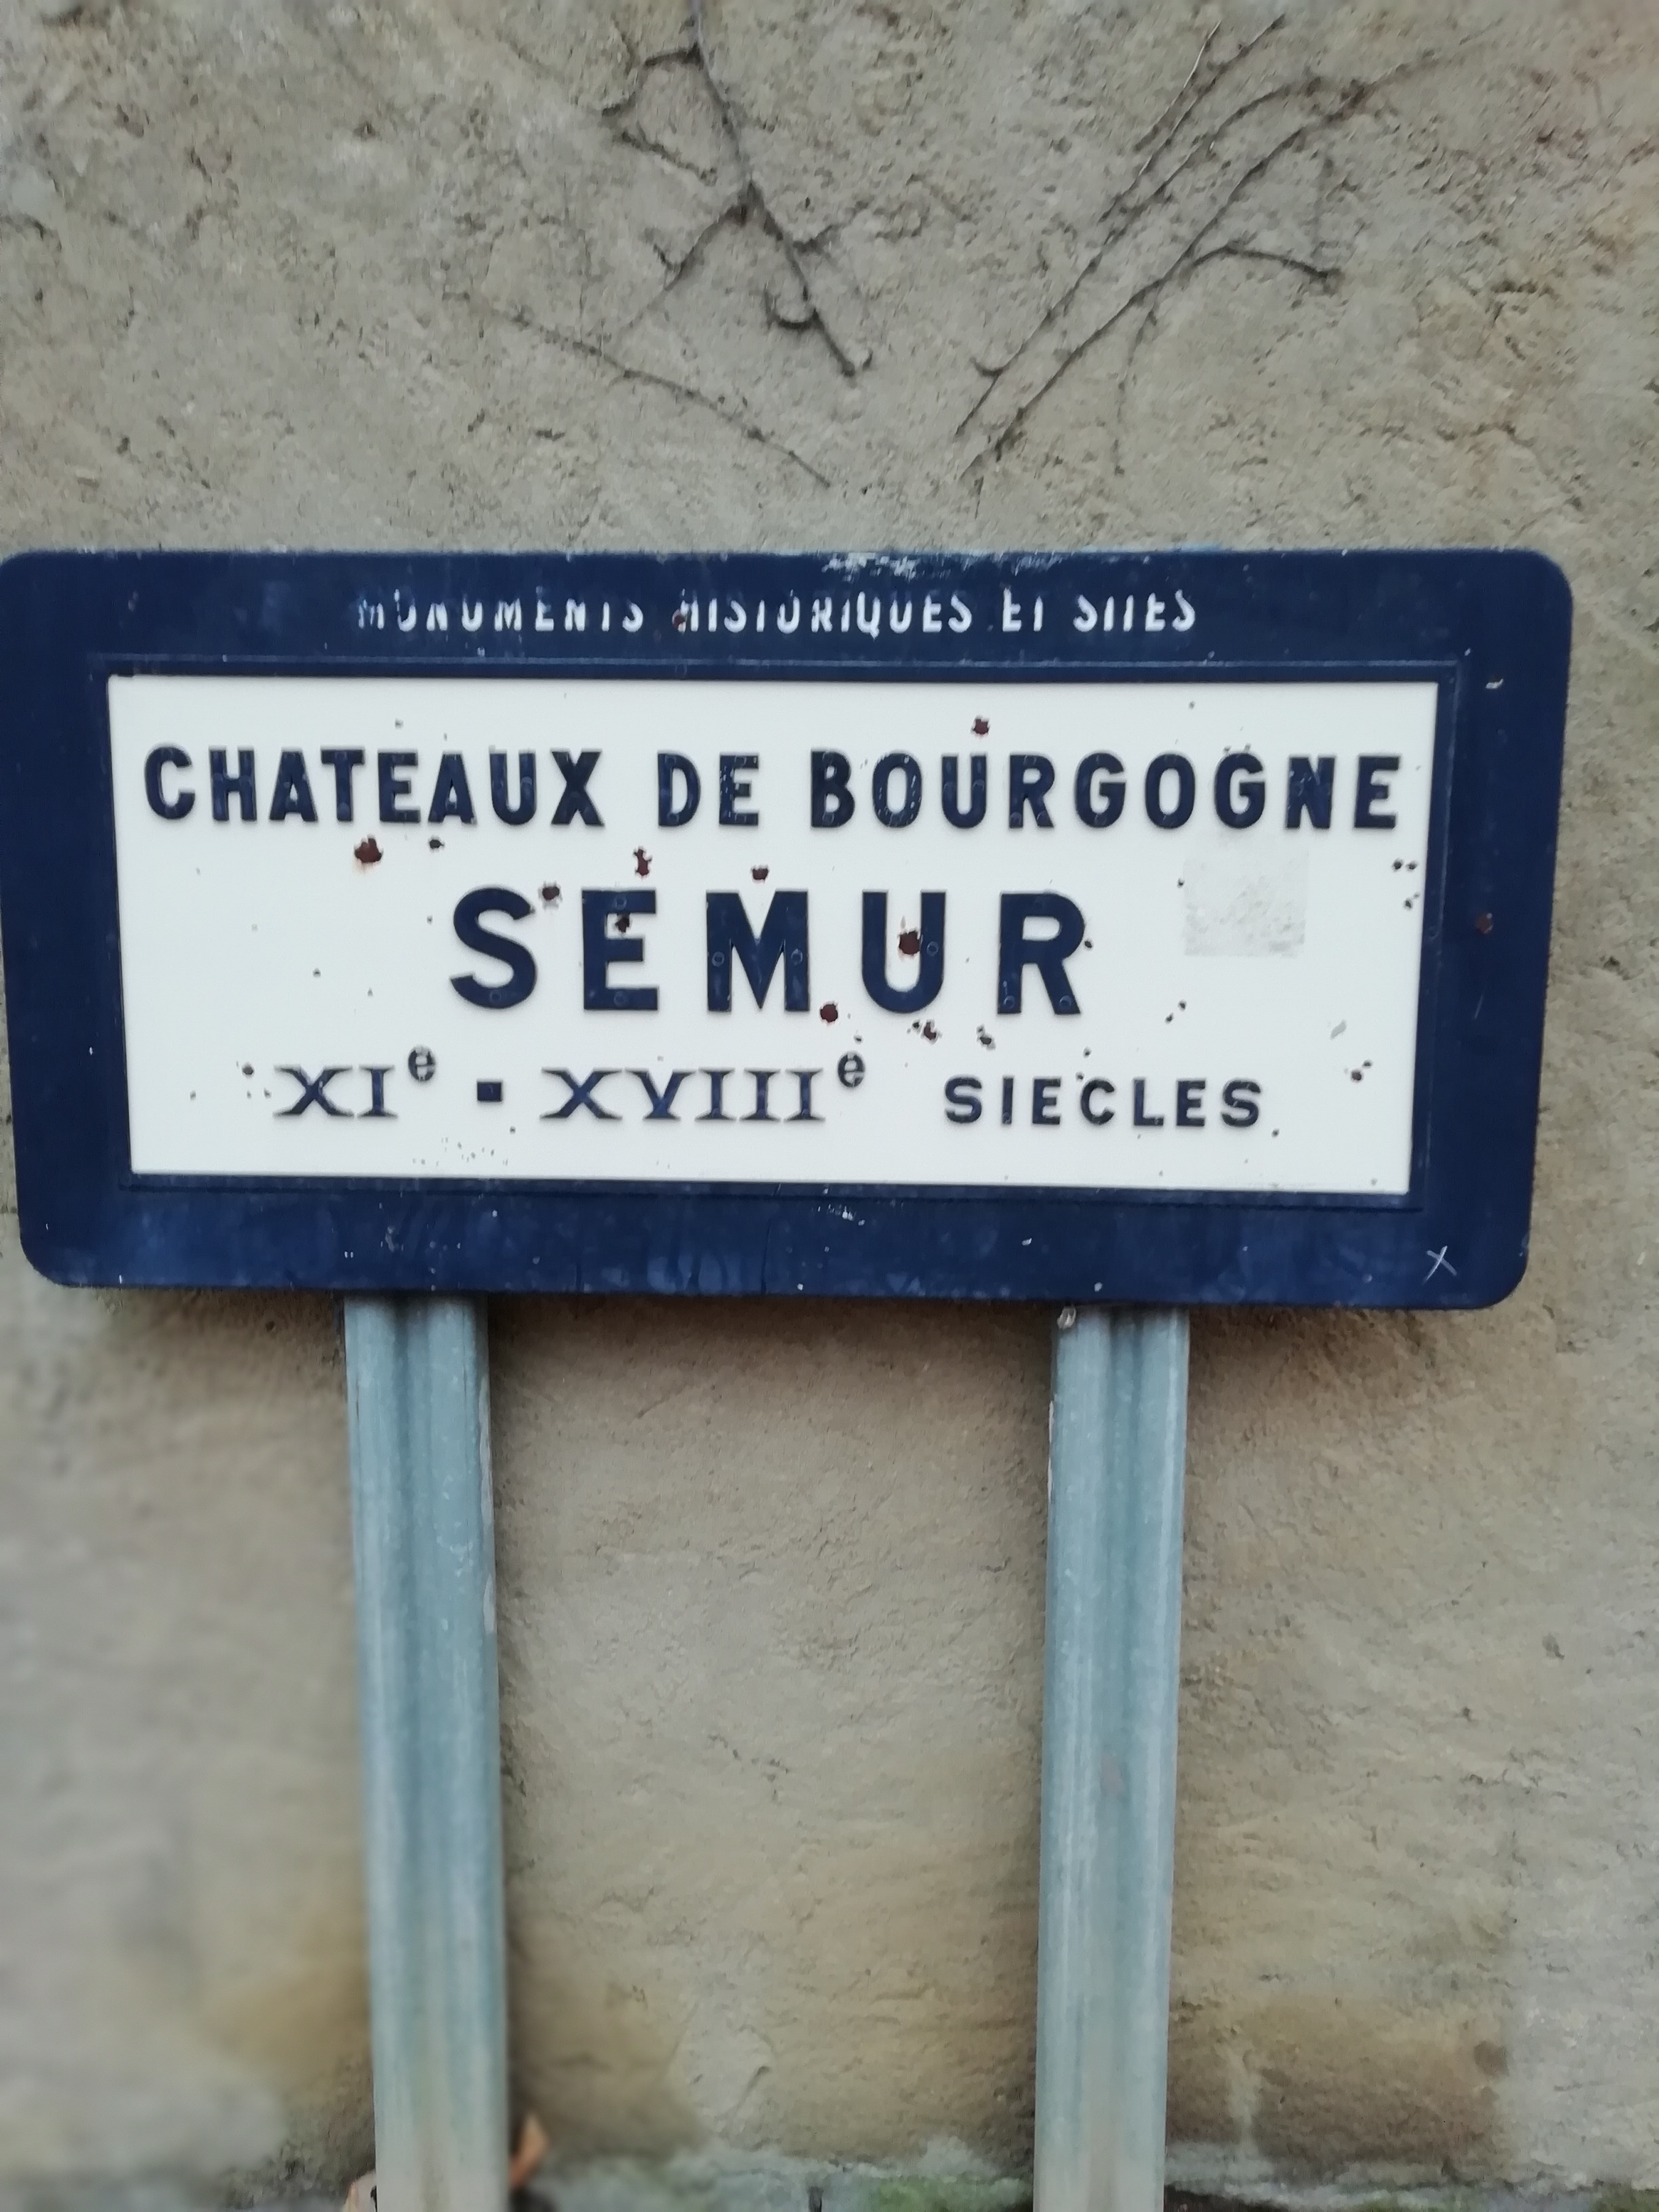 MONUMENTS HISTORIQUES ET SITES
CHATEAUX DE BOURGOGNE
SEMUR
XIe ▪ XVIIIe SIECLES